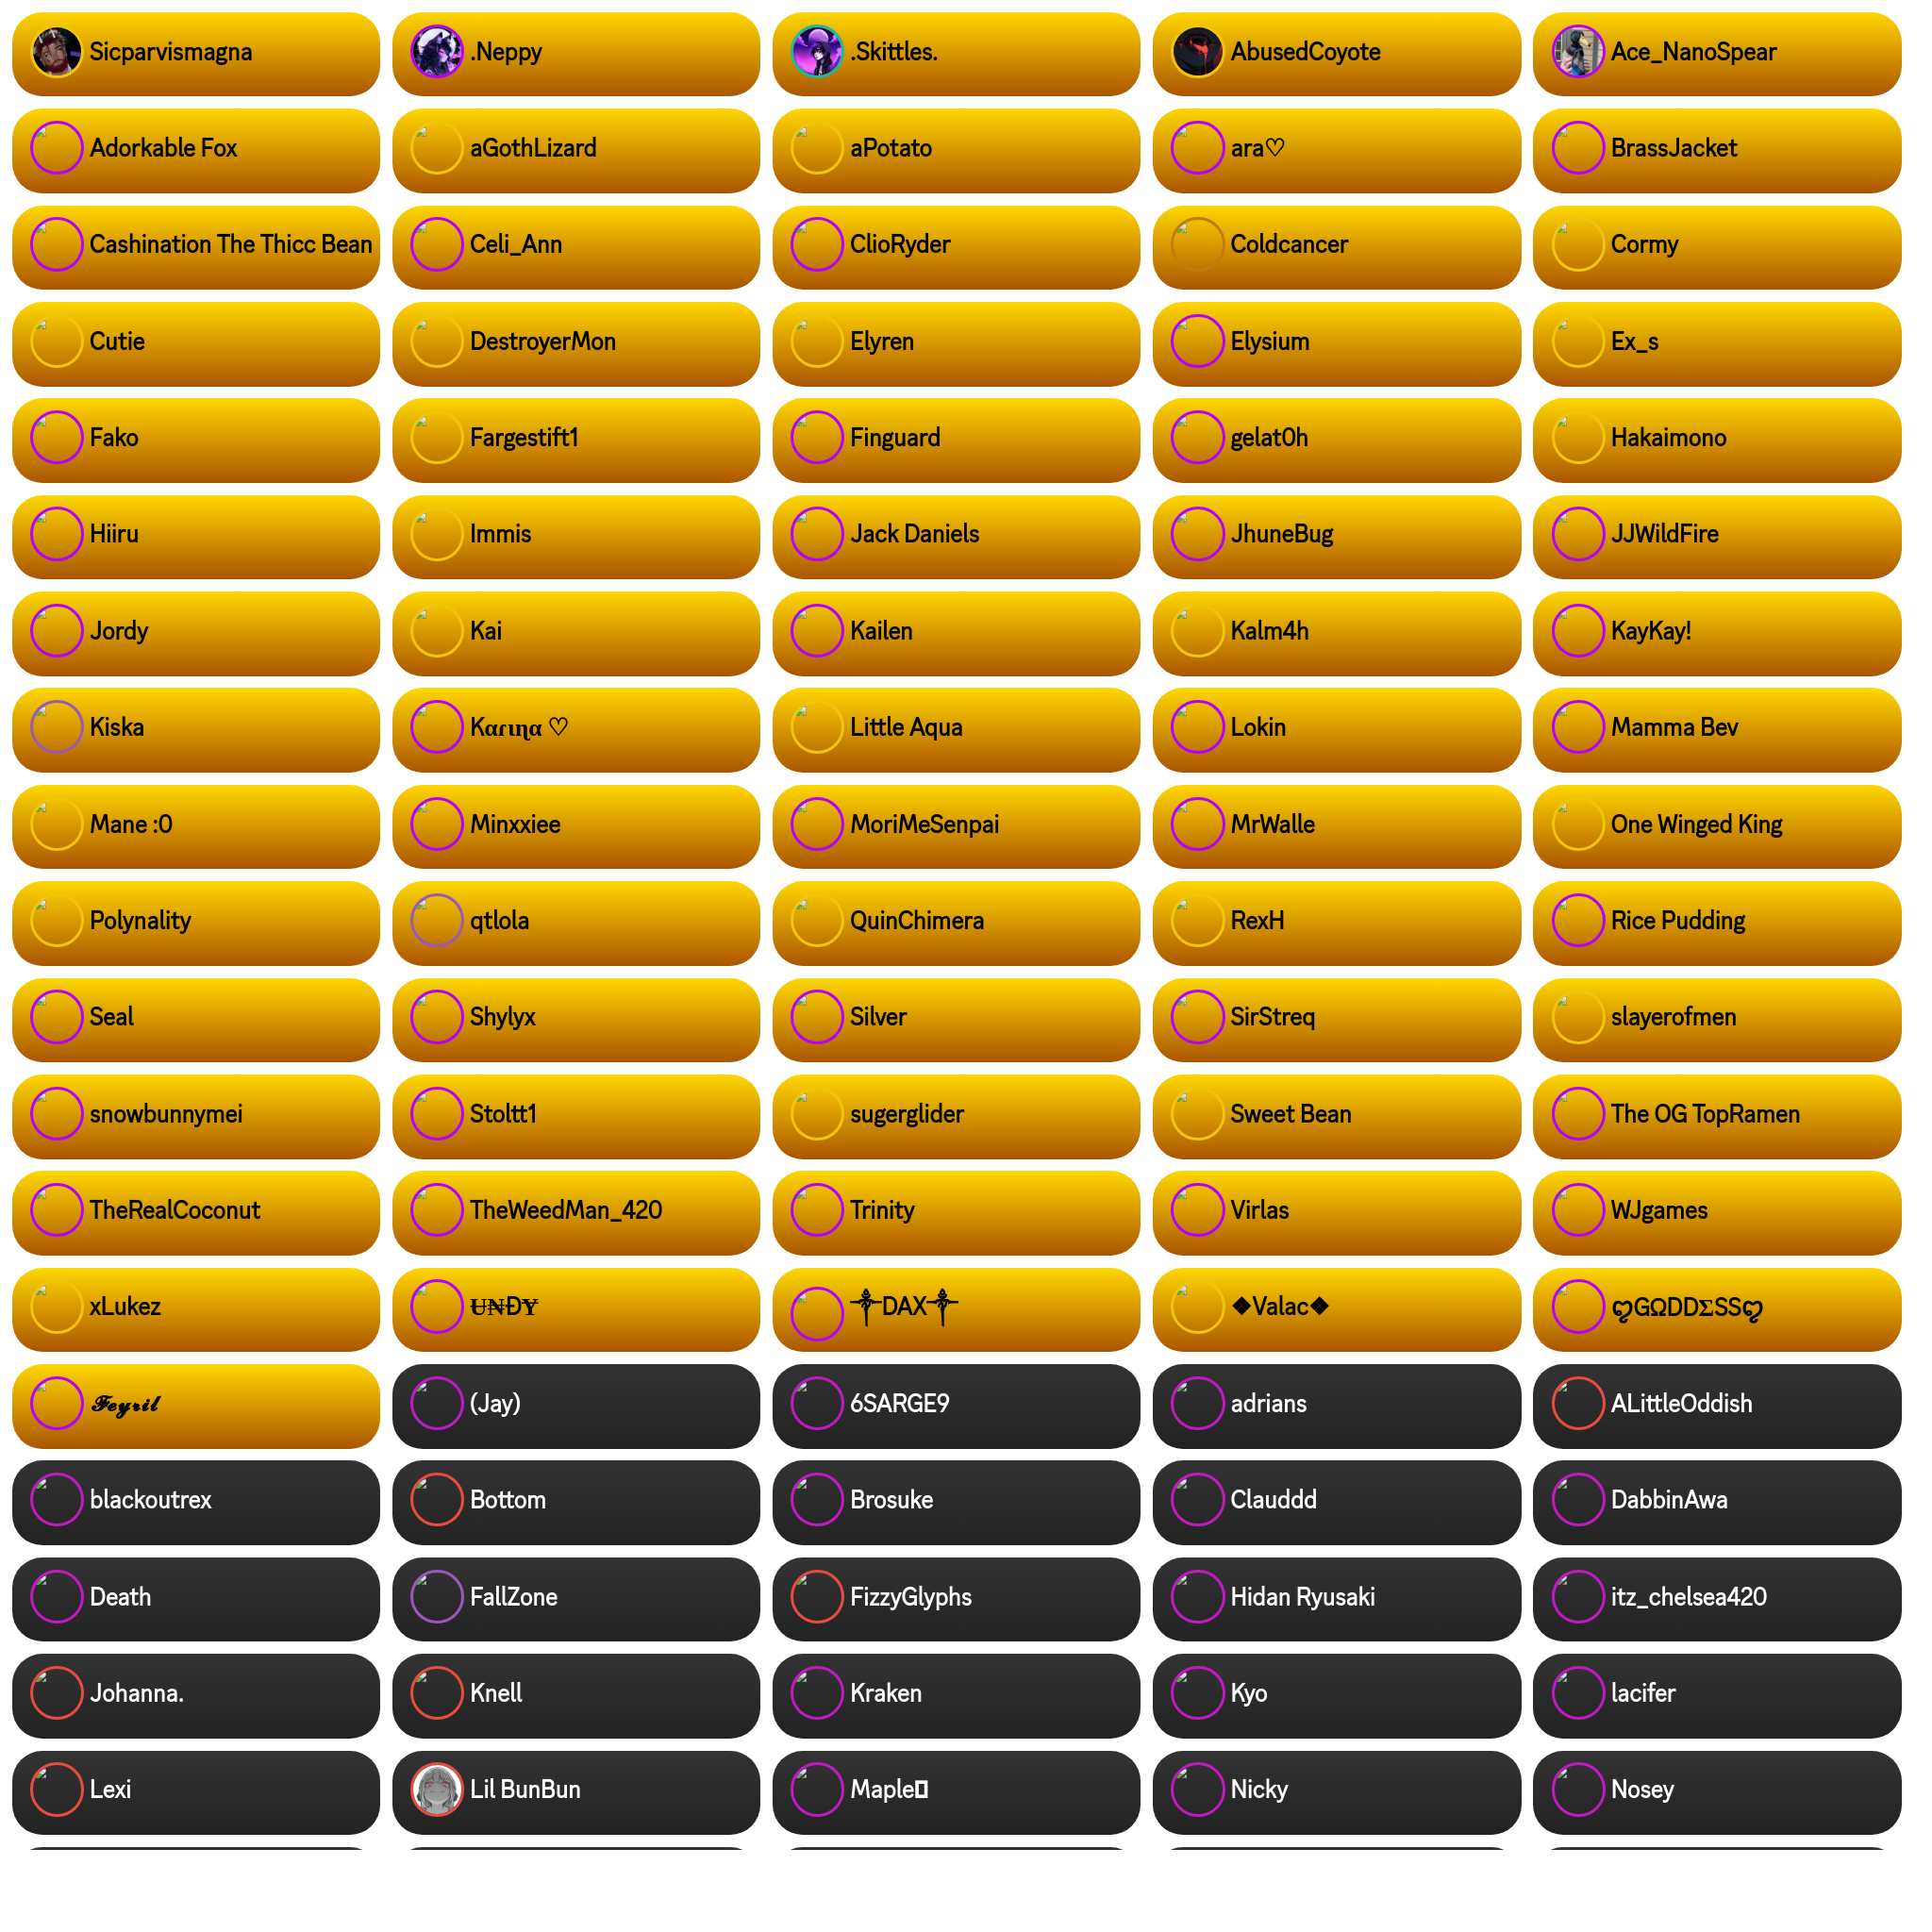 Sicparvismagna
.Neppy
.Skittles.
AbusedCoyote
Ace_NanoSpear
Adorkable Fox
aGothLizard
aPotato
ara♡
BrassJacket
Cashination The Thicc Bean
Celi_Ann
ClioRyder
Coldcancer
Cormy
Cutie
DestroyerMon
Elyren
Elysium
Ex_s
Fako
Fargestift1
Finguard
gelat0h
Hakaimono
Hiiru
Immis
Jack Daniels
JhuneBug
JJWildFire
Jordy
Kai
Kailen
Kalm4h
KayKay!
Kiska
Kαɾιɳα ♡
Little Aqua
Lokin
Mamma Bev
Mane :0
Minxxiee
MoriMeSenpai
MrWalle
One Winged King
Polynality
qtlola
QuinChimera
RexH
Rice Pudding
Seal
Shylyx
Silver
SirStreq
slayerofmen
snowbunnymei
Stoltt1
sugerglider
Sweet Bean
The OG TopRamen
TheRealCoconut
TheWeedMan_420
Trinity
Virlas
WJgames
xLukez
U̶N̶D̶Y̶
༒DAX༒
❖Valac❖
ღGΩDDΣSSღ
𝓕𝓮𝔂𝓻𝓲𝓵
(Jay)
6SARGE9
adrians
ALittleOddish
blackoutrex
Bottom
Brosuke
Clauddd
DabbinAwa
Death
FallZone
FizzyGlyphs
Hidan Ryusaki
itz_chelsea420
Johanna.
Knell
Kraken
Kyo
lacifer
Lexi
Lil BunBun
Maple
Nicky
Nosey